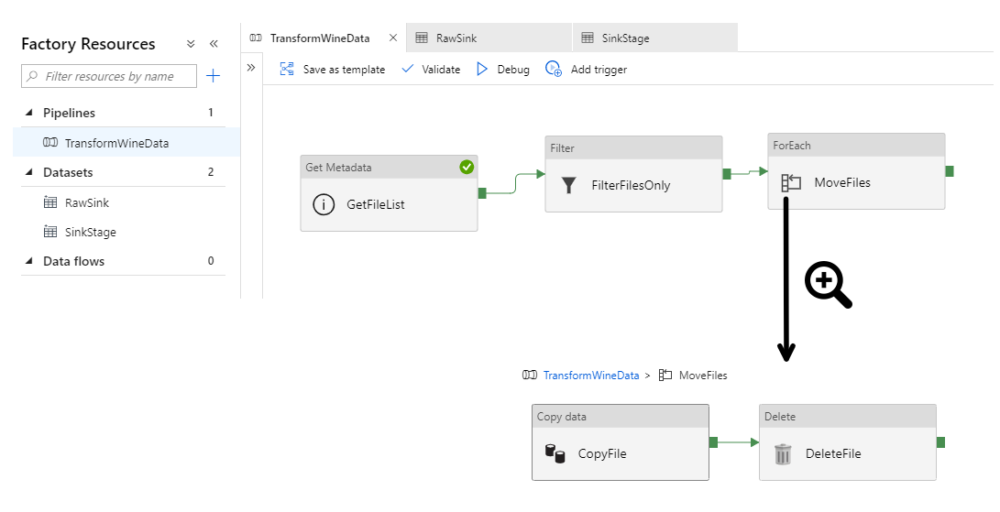 Factory Resources
Filter resources by name
Pipelines 1
TransformWineData
Datasets 2
RawSink
SinkStage
Data flows 0
TransformWineData
RawSink
SinkStage
Save as template
Validate
Debug
Add trigger
Get Metadata
GetFileList
Filter
FilterFilesOnly
ForEach
MoveFiles
TransformWineData > MoveFiles
Copy data
CopyFile
Delete
DeleteFile